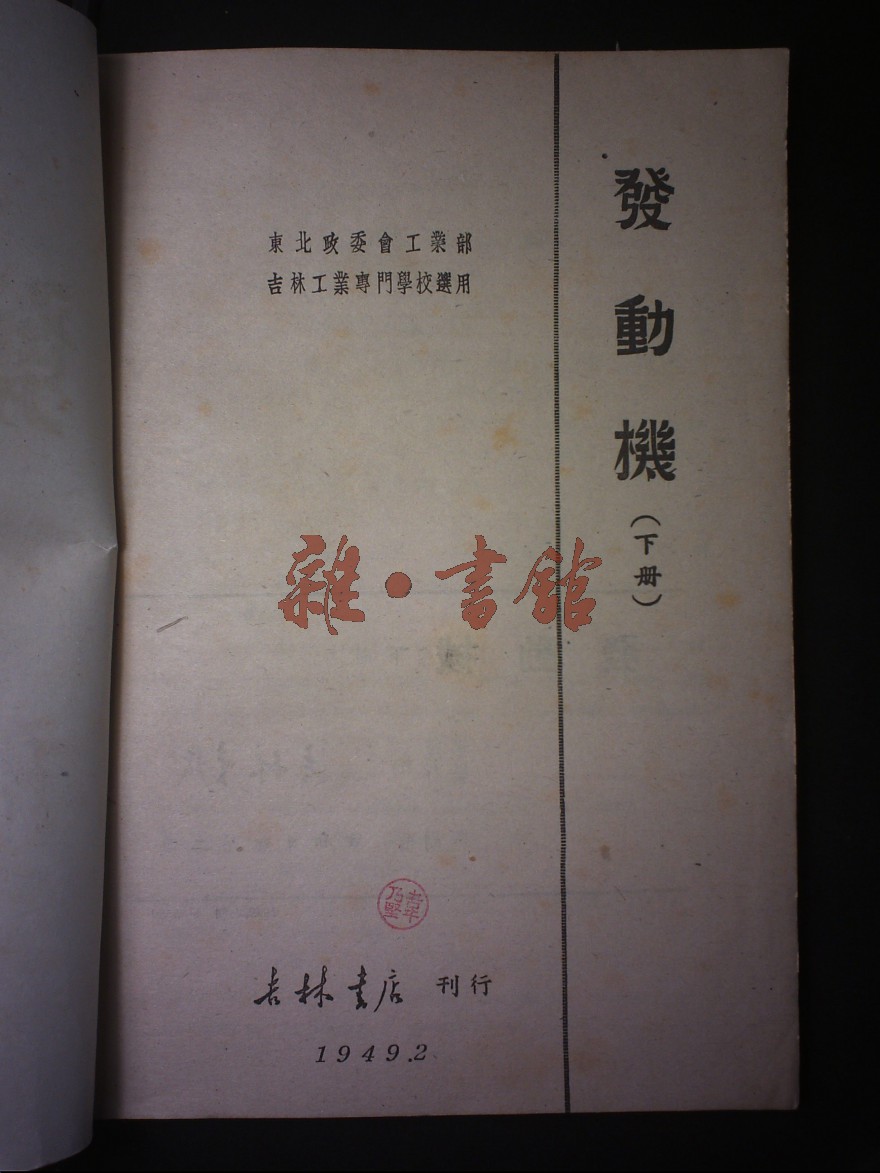 發動機
(下册)
東北政委會工業部
吉林工業專門學校選用
雜·書館
吉林書店 刊行
1949.2